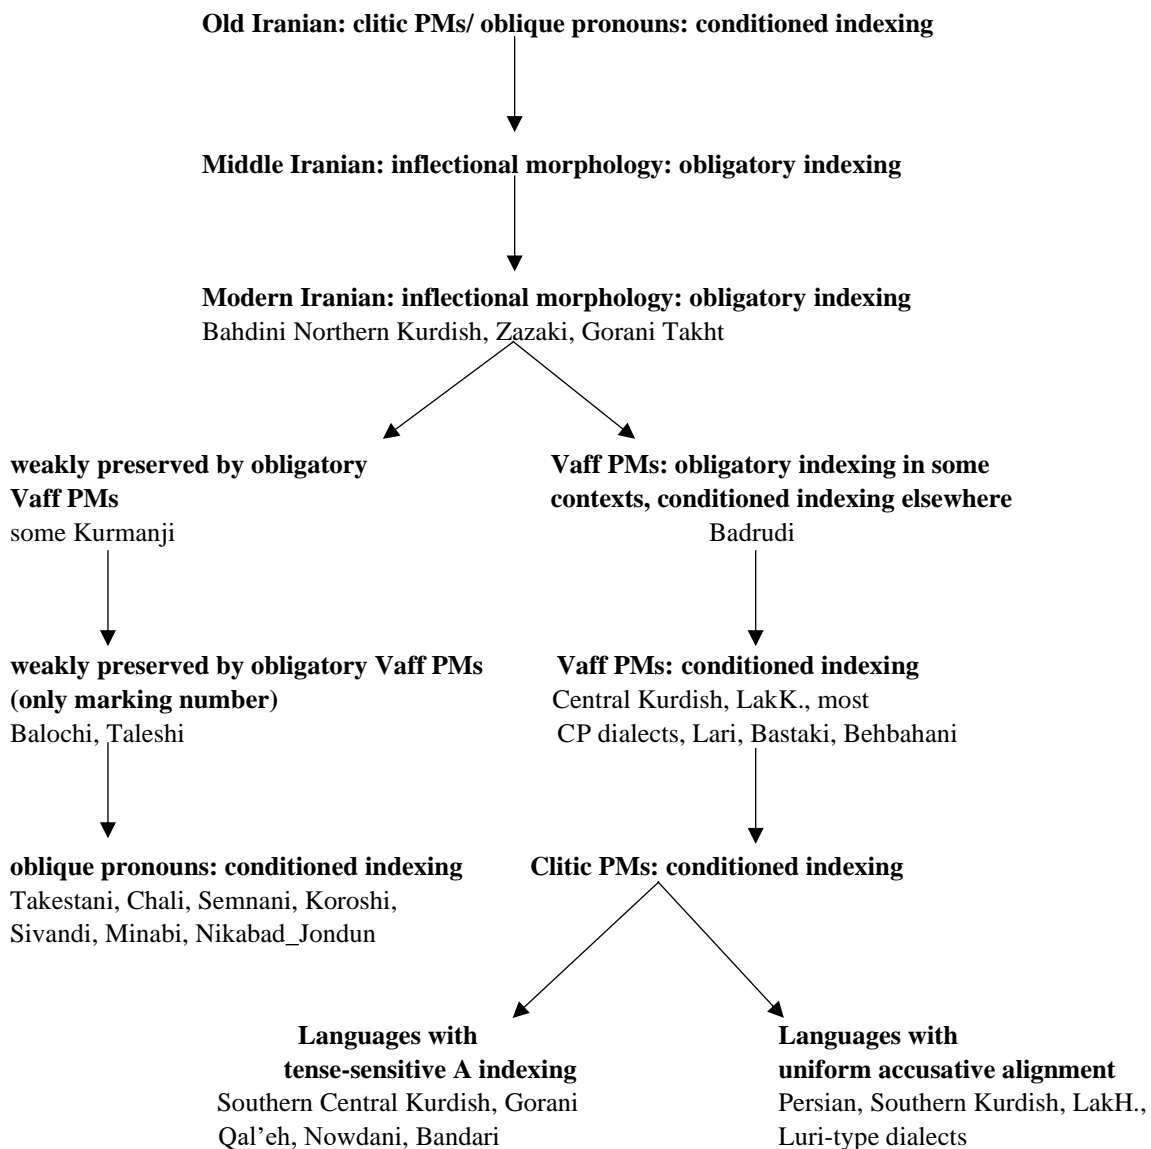 Old Iranian: clitic PMs/ oblique pronouns: conditioned indexing
Middle Iranian: inflectional morphology: obligatory indexing
Modern Iranian: inflectional morphology: obligatory indexing
Bahdini Northern Kurdish, Zazaki, Gorani Takht
weakly preserved by obligatory
Vaff PMs
some Kurmanji
Vaff PMs: obligatory indexing in some
contexts, conditioned indexing elsewhere
Badrudi
weakly preserved by obligatory Vaff PMs
(only marking number)
Balochi, Taleshi
Vaff PMs: conditioned indexing
Central Kurdish, LakK., most
CP dialects, Lari, Bastaki, Behbahani
oblique pronouns: conditioned indexing
Takestani, Chali, Semnani, Koroshi,
Sivandi, Minabi, Nikabad_Jondun
Clitic PMs: conditioned indexing
Languages with
tense-sensitive A indexing
Southern Central Kurdish, Gorani
Qal'eh, Nowdani, Bandari
Languages with
uniform accusative alignment
Persian, Southern Kurdish, LakH.,
Luri-type dialects